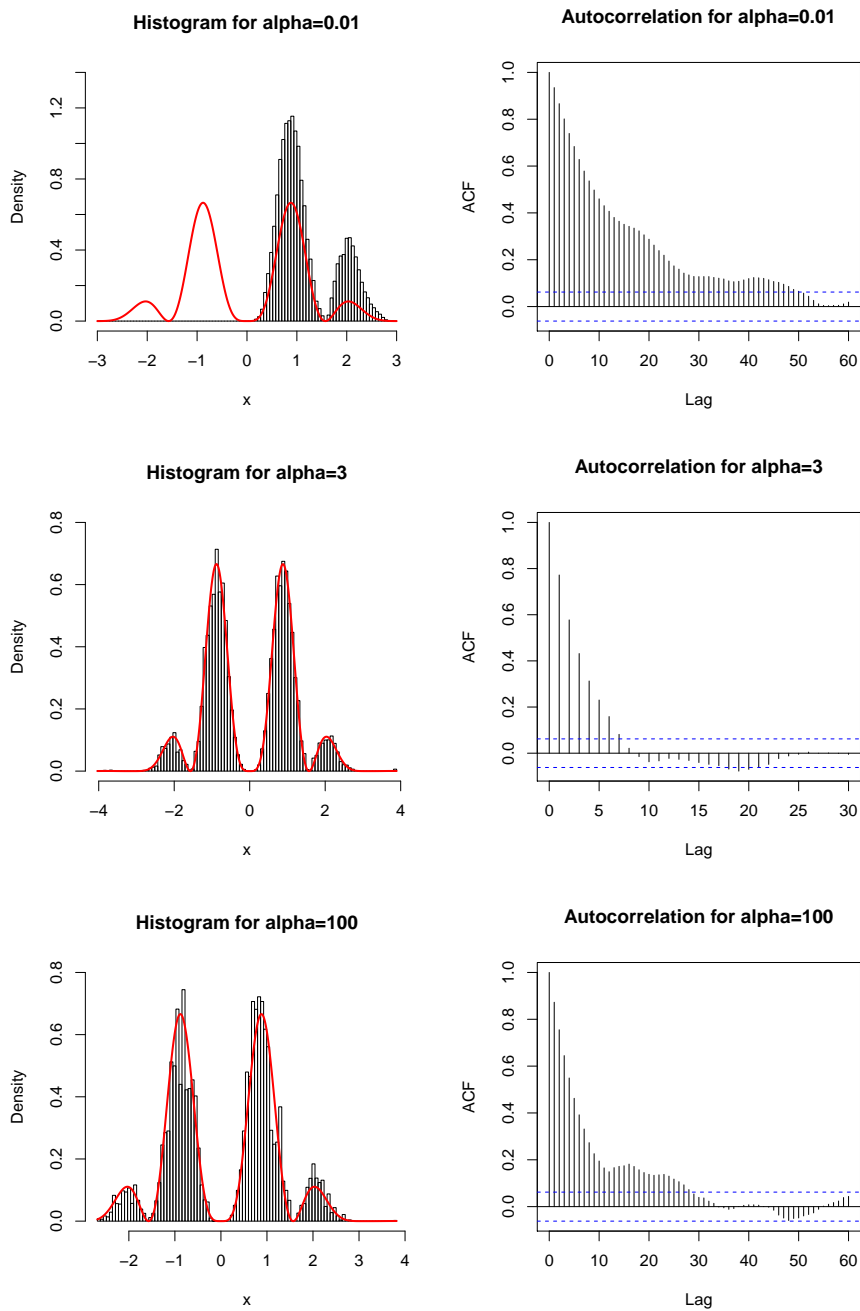 Histogram for alpha=0.01
Density
0.0 0.4 0.8 1.2
−3 −2 −1 0 1 2 3
x
Autocorrelation for alpha=0.01
ACF
0.0 0.2 0.4 0.6 0.8 1.0
0 10 20 30 40 50 60
Lag
Histogram for alpha=3
Density
0.0 0.2 0.4 0.6 0.8
−4 −2 0 2 4
x
Autocorrelation for alpha=3
ACF
0.0 0.2 0.4 0.6 0.8 1.0
0 5 10 15 20 25 30
Lag
Histogram for alpha=100
Density
0.0 0.2 0.4 0.6 0.8
−2 −1 0 1 2 3 4
x
Autocorrelation for alpha=100
ACF
0.0 0.2 0.4 0.6 0.8 1.0
0 10 20 30 40 50 60
Lag